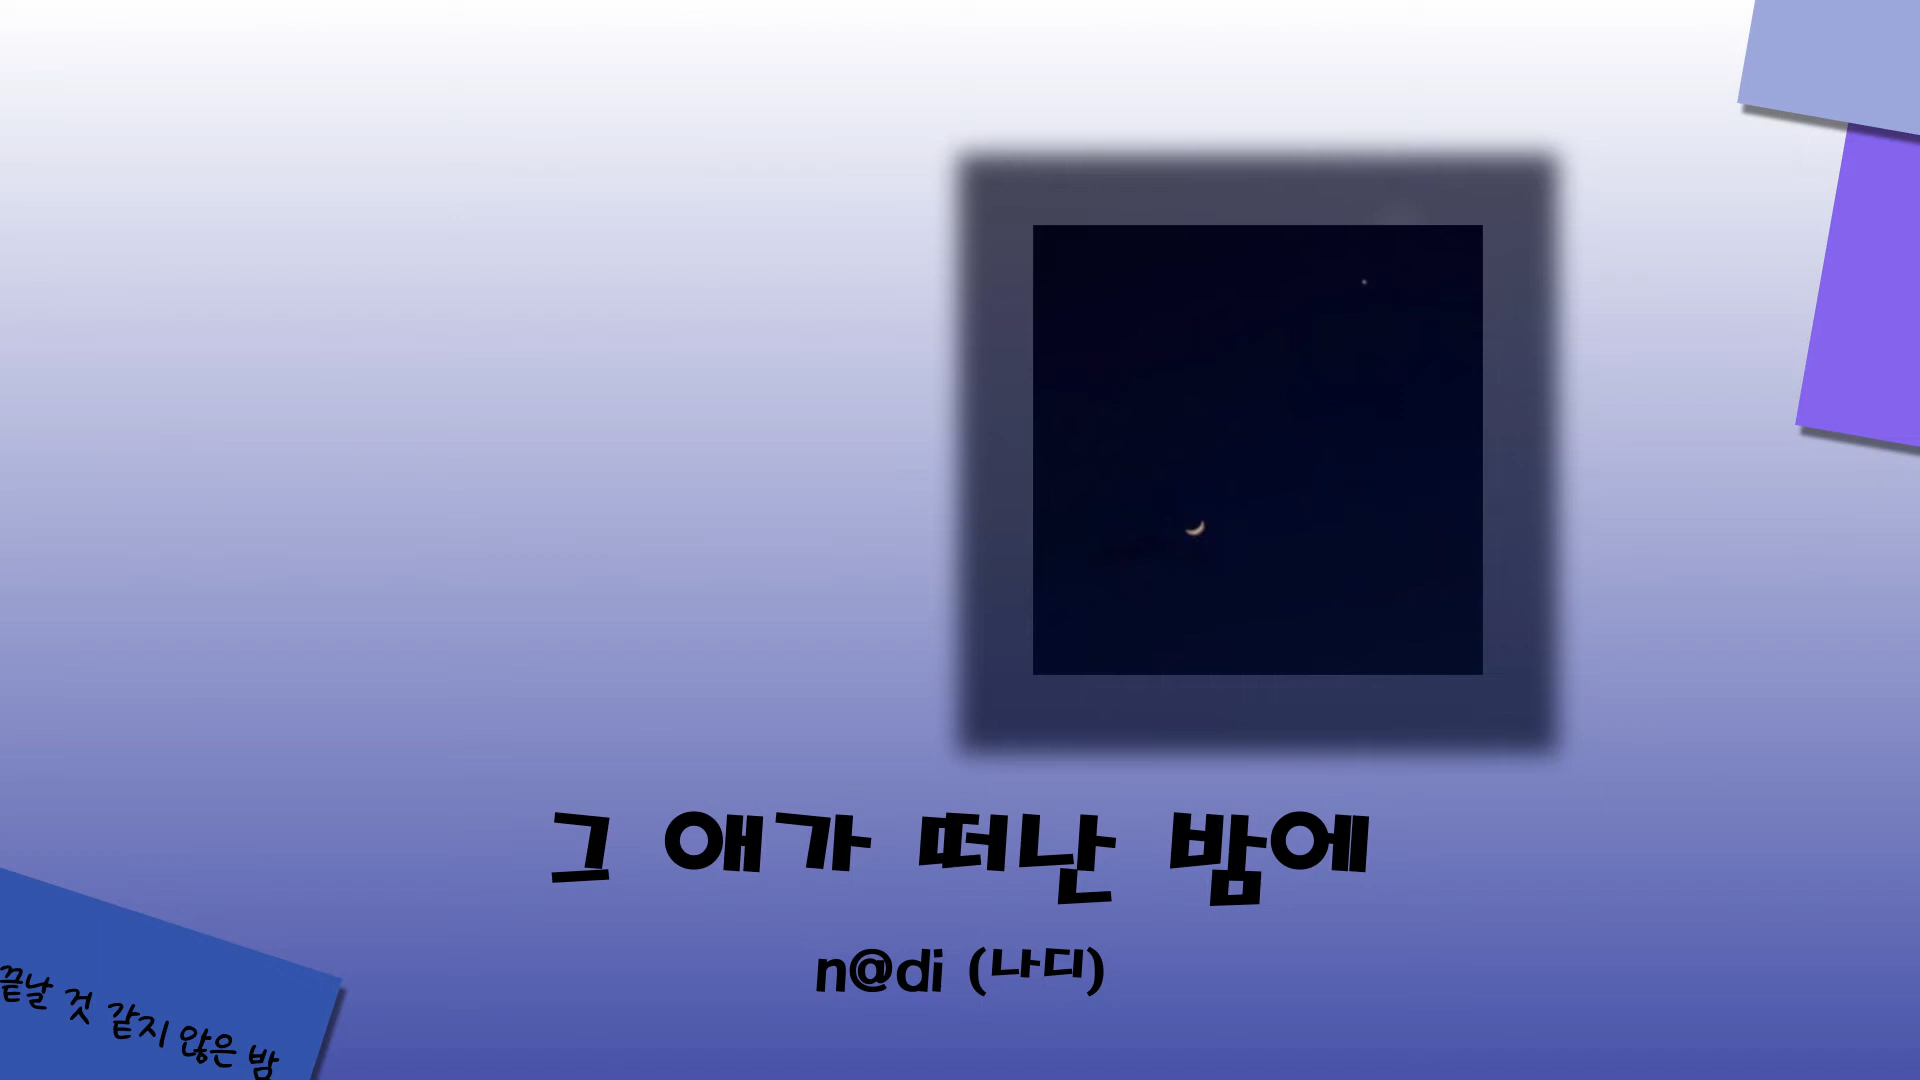 그 애가 떠난 밤에
n@di (나디)
끝날 것 같지 않은 밤